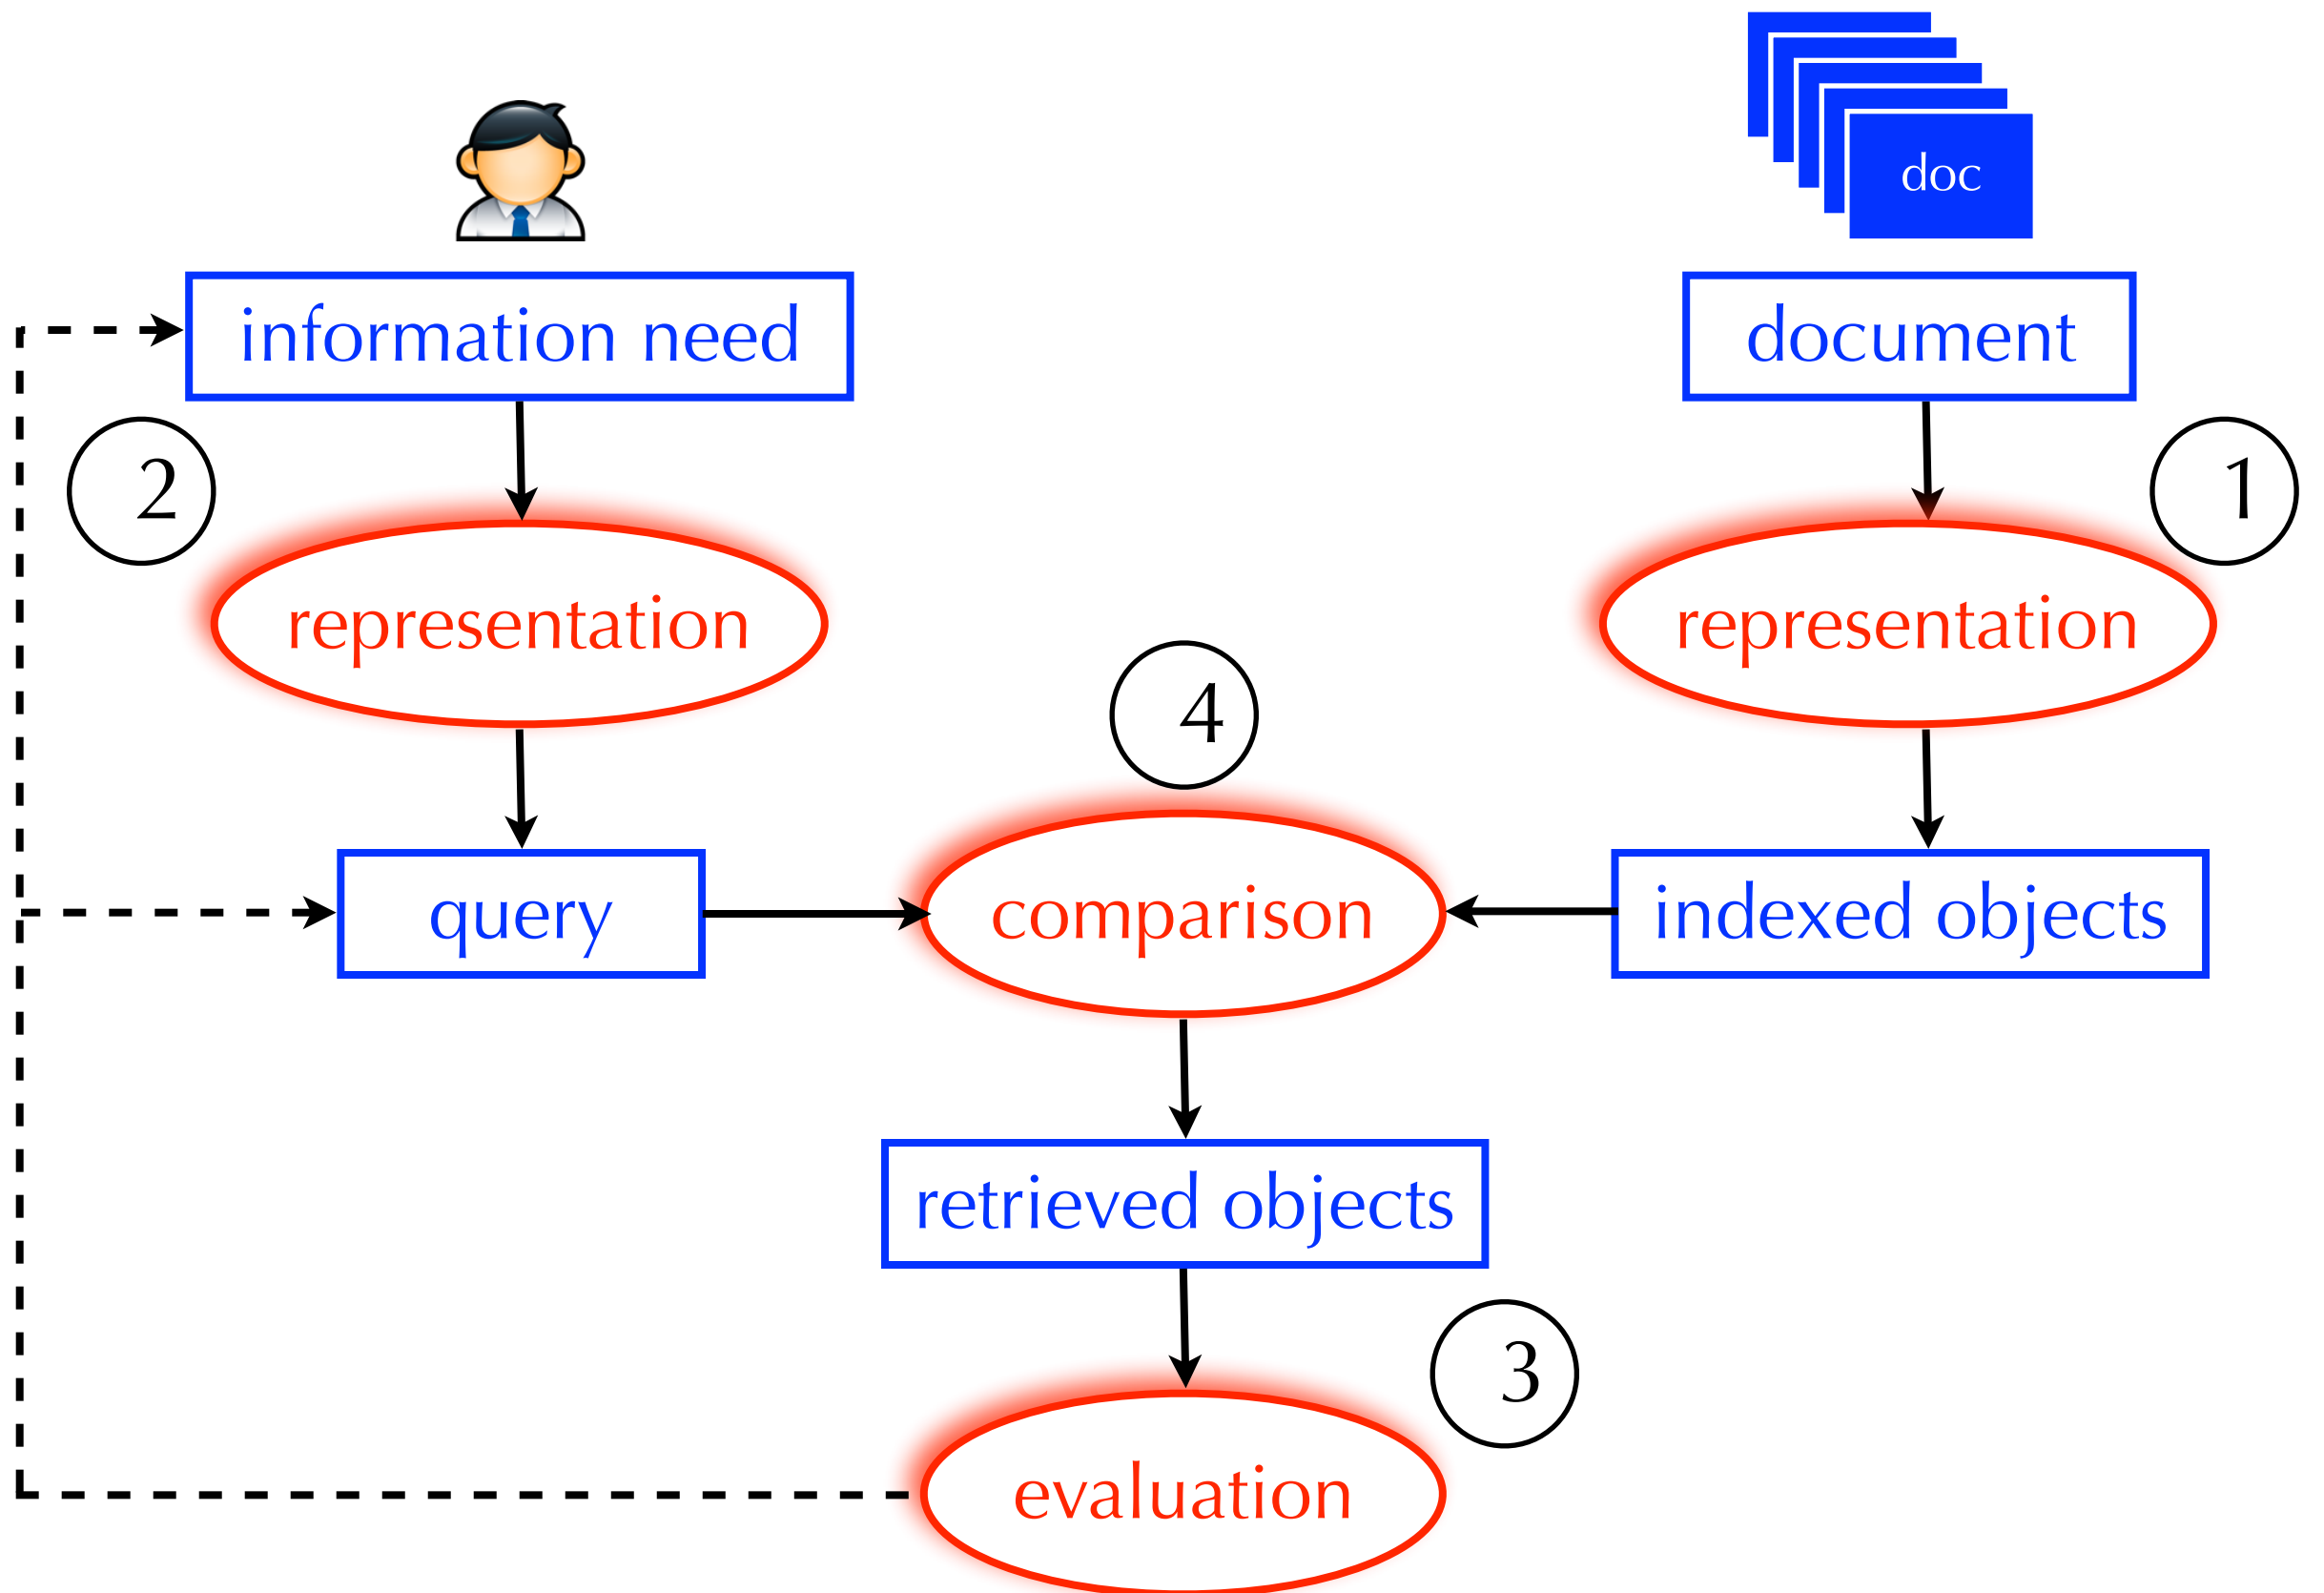 doc
information need
document
2
1
representation
representation
4
query
comparison
indexed objects
retrieved objects
3
evaluation